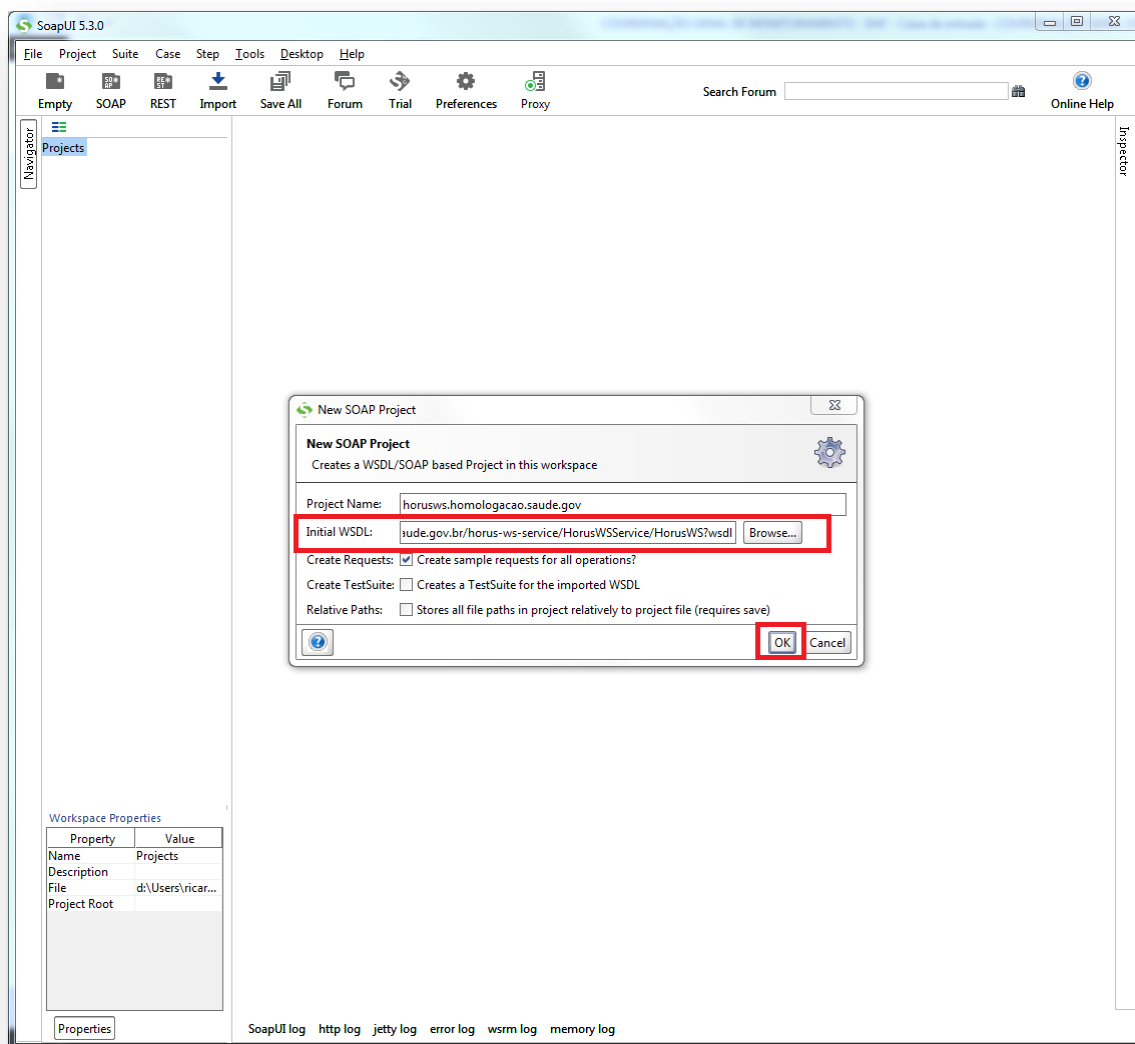 SoapUI 5.3.0
File Project Suite Case Step Tools Desktop Help
Empty SOAP REST Import Save All Forum Trial Preferences Proxy
Search Forum
Online Help
Navigator
Projects
Inspector
New SOAP Project
New SOAP Project
Creates a WSDL/SOAP based Project in this workspace
Project Name: horusws.homologacao.saude.gov
Initial WSDL: aude.gov.br/horus-ws-service/HorusWSService/HorusWS?wsdl Browse...
Create Requests: Create sample requests for all operations?
Create TestSuite: Creates a TestSuite for the imported WSDL
Relative Paths: Stores all file paths in project relatively to project file (requires save)
OK Cancel
Workspace Properties
Property Value
Name Projects
Description
File d:\Users\ricar...
Project Root
Properties
SoapUI log http log jetty log error log wsrm log memory log